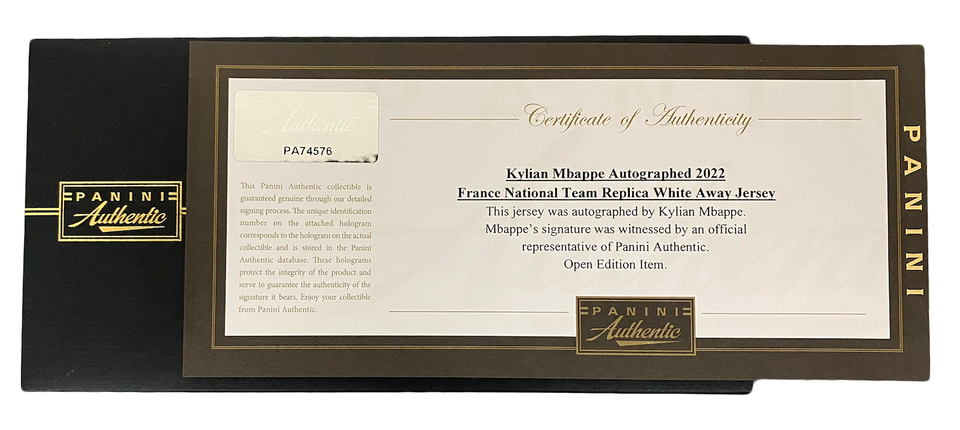 PANINI
Authentic
Authentic
PA74576
This Panini Authentic collectible is
guaranteed genuine through our detailed
signing process. The unique identification
number on the attached hologram
corresponds to the hologram on the actual
collectible and is stored in the Panini
Authentic database. These holograms
protect the integrity of the product and
serve to guarantee the authenticity of the
signature it bears. Enjoy your collectible
from Panini Authentic.
Certificate of Authenticity
Kylian Mbappe Autographed 2022
France National Team Replica White Away Jersey
This jersey was autographed by Kylian Mbappe.
Mbappe's signature was witnessed by an official
representative of Panini Authentic.
Open Edition Item.
PANINI
Authentic
PANINI